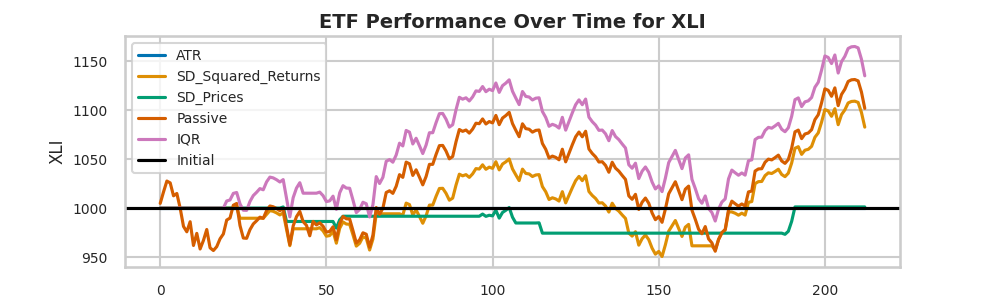 ETF Performance Over Time for XLI
XLI
1150
1100
1050
1000
950
ATR
SD_Squared_Returns
SD_Prices
Passive
IQR
Initial
0 50 100 150 200